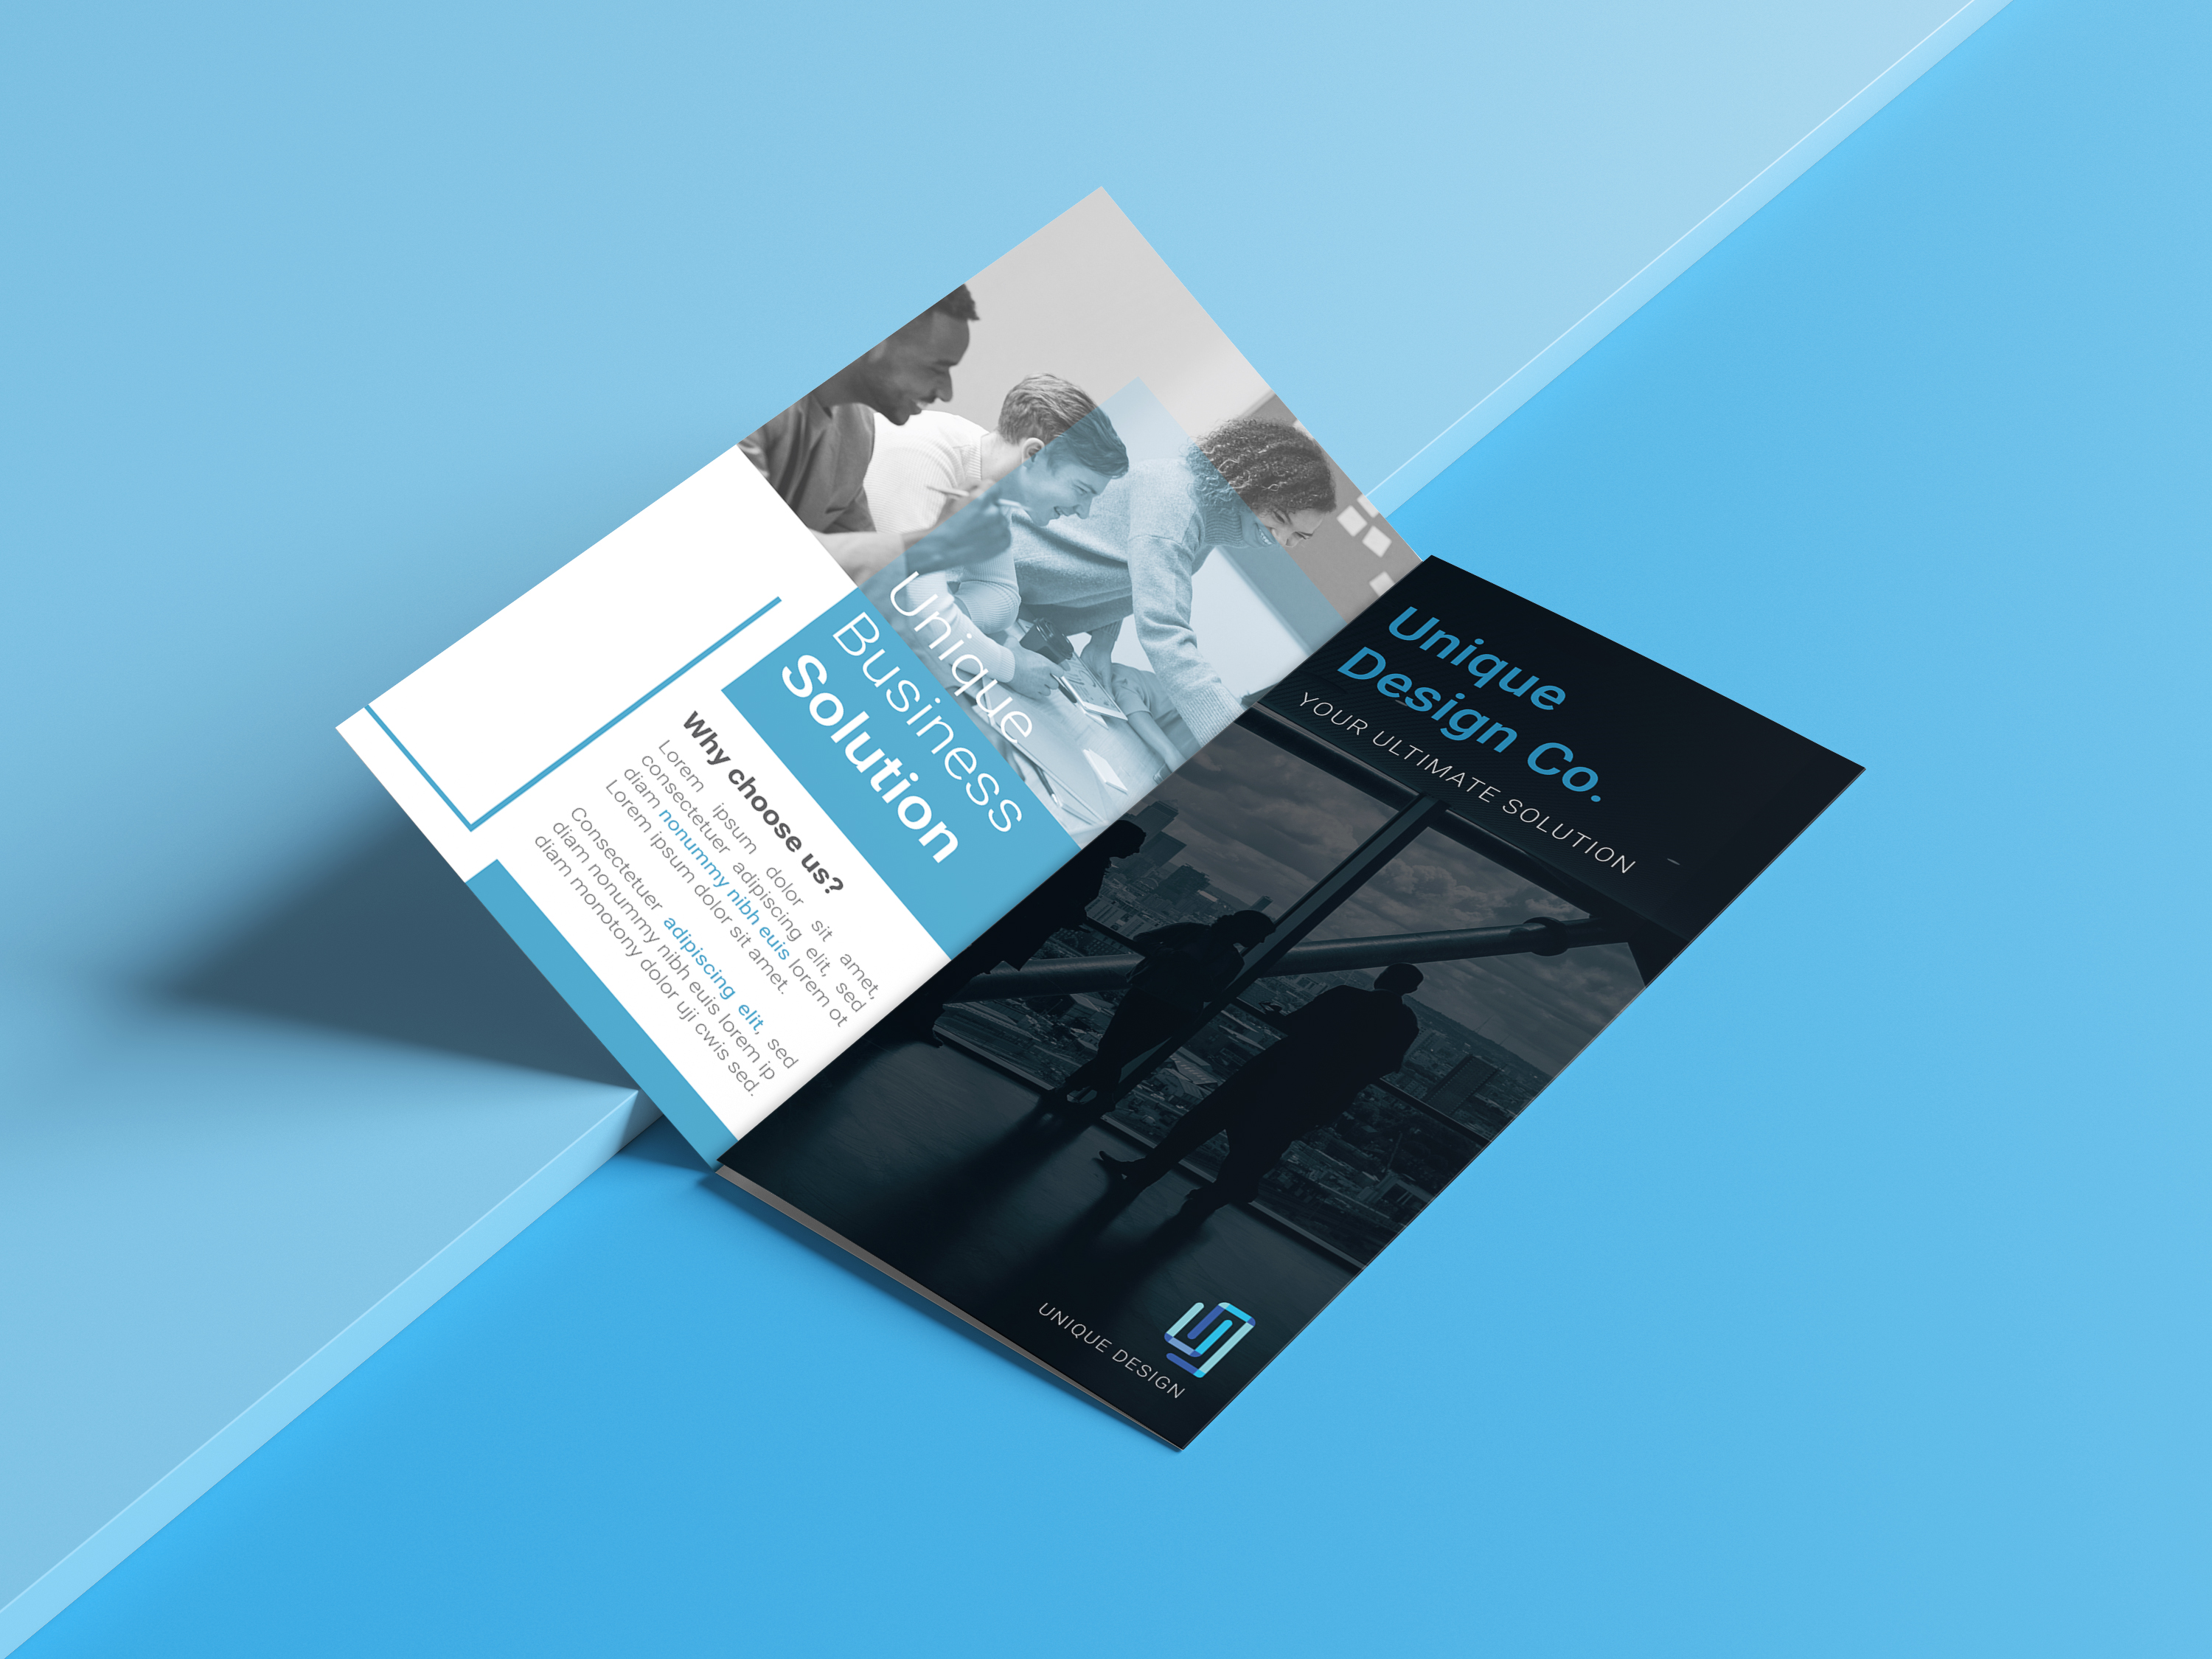 Unique
Business
Solution
Why choose us?
Lorem ipsum dolor sit amet,
consectetuer adipiscing elit, sed
diam nonummy nibh euis lorem ot
Lorem ipsum dolor sit amet.
Consectetuer adipiscing elit, sed
diam nonummy nibh euis lorem ip
diam monotony dolor uji cwis sed.
Unique
Design Co.
YOUR ULTIMATE SOLUTION
UNIQUE DESIGN